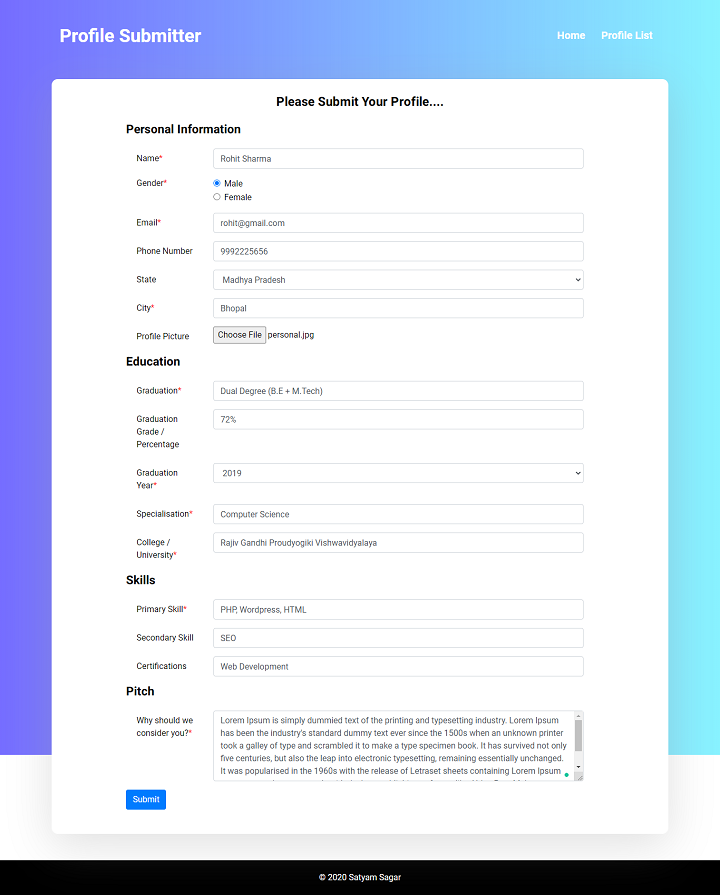 Profile Submitter
Home Profile List
Please Submit Your Profile....
Personal Information
Name* Rohit Sharma
Gender* Male
Female
Email* rohit@gmail.com
Phone Number 9992225656
State Madhya Pradesh
City* Bhopal
Profile Picture Choose File personal.jpg
Education
Graduation* Dual Degree (B.E + M.Tech)
Graduation 72%
Grade /
Percentage
Graduation 2019
Year*
Specialisation* Computer Science
College / Rajiv Gandhi Proudyogiki Vishwavidyalaya
University*
Skills
Primary Skill* PHP, Wordpress, HTML
Secondary Skill SEO
Certifications Web Development
Pitch
Why should we Lorem Ipsum is simply dummied text of the printing and typesetting industry. Lorem Ipsum
consider you?* has been the industry's standard dummy text ever since the 1500s when an unknown printer
took a galley of type and scrambled it to make a type specimen book. It has survived not only
five centuries, but also the leap into electronic typesetting, remaining essentially unchanged.
It was popularised in the 1960s with the release of Letraset sheets containing Lorem Ipsum
Submit
© 2020 Satyam Sagar